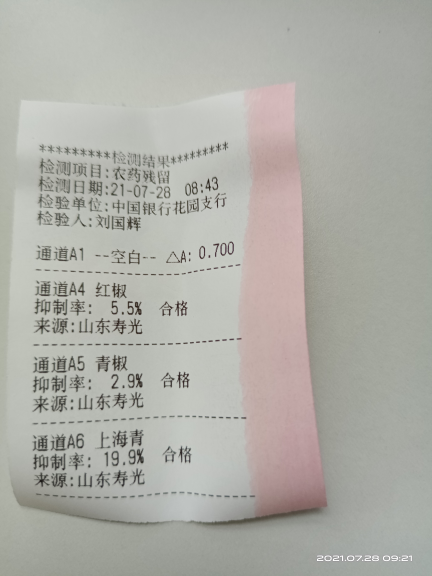 *********检测结果*********
检测项目:农药残留
检测日期:21-07-28 08:43
检验单位:中国银行花园支行
检验人:刘国辉
通道A1 --空白-- △A: 0.700
通道A4 红椒
抑制率: 5.5% 合格
来源:山东寿光
通道A5 青椒
抑制率: 2.9% 合格
来源:山东寿光
通道A6 上海青
抑制率: 19.9% 合格
来源:山东寿光
2021.07.28 09:21